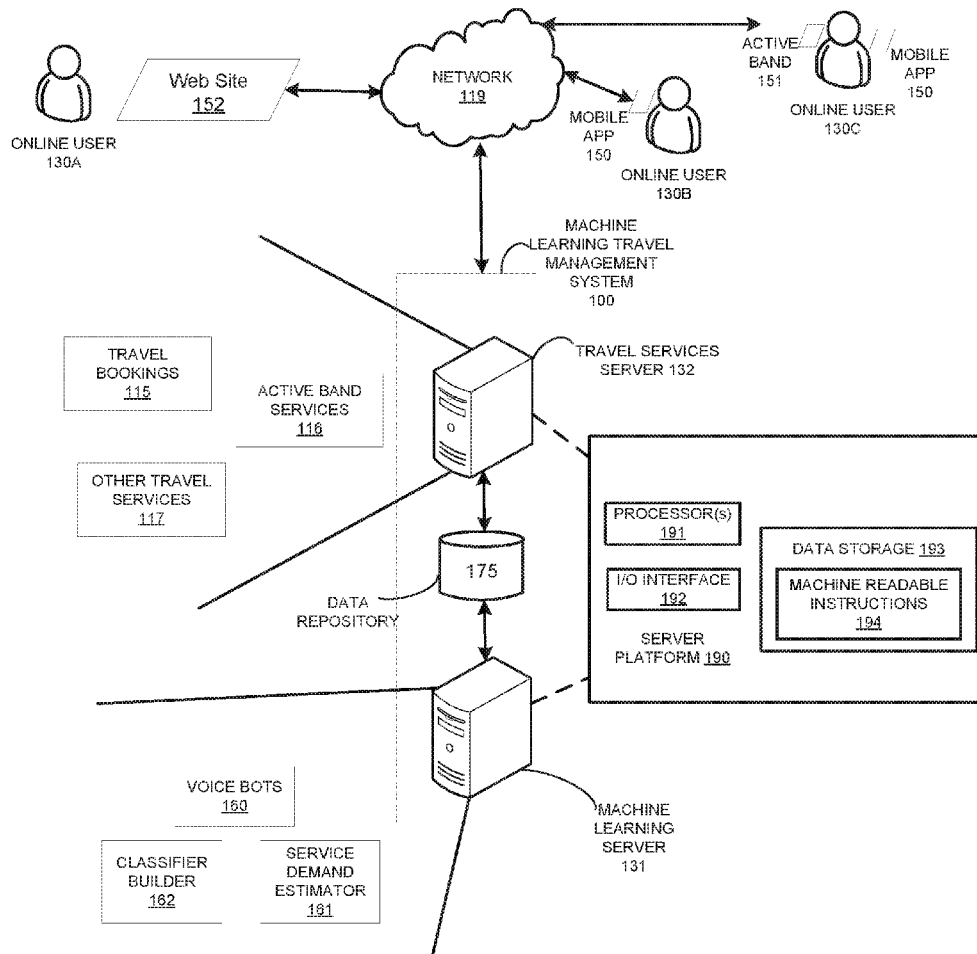 Web Site
152
ONLINE USER
130A
NETWORK
119
MOBILE
APP
150
ONLINE USER
130B
ACTIVE
BAND
151
MOBILE
APP
150
ONLINE USER
130C
MACHINE
LEARNING TRAVEL
MANAGEMENT
SYSTEM
100
TRAVEL
BOOKINGS
115
ACTIVE BAND
SERVICES
116
OTHER TRAVEL
SERVICES
117
TRAVEL SERVICES
SERVER 132
175
DATA
REPOSITORY
PROCESSOR(s)
191
I/O INTERFACE
192
SERVER
PLATFORM 190
DATA STORAGE 193
MACHINE READABLE
INSTRUCTIONS
194
VOICE BOTS
160
CLASSIFIER
BUILDER
162
SERVICE
DEMAND
ESTIMATOR
161
MACHINE
LEARNING
SERVER
131